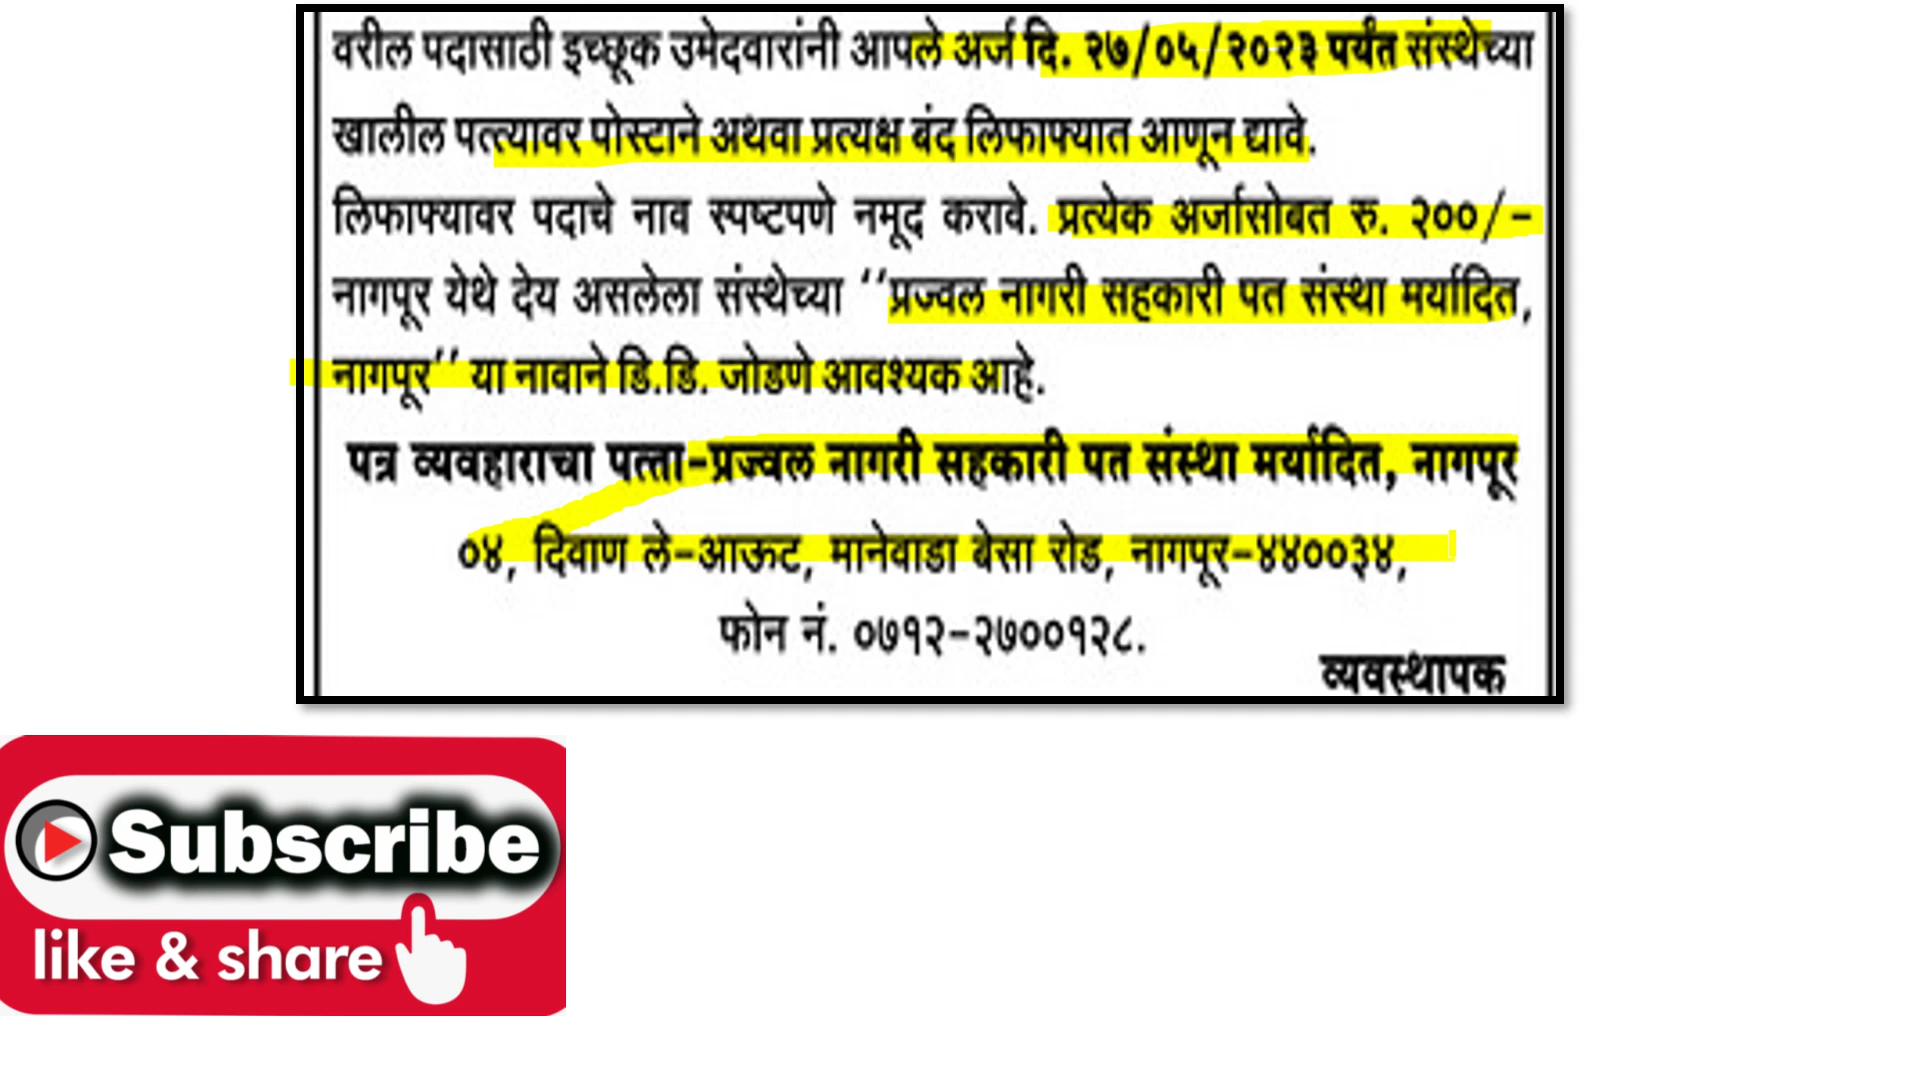 वरील पदासाठी इच्छूक उमेदवारांनी आपले अर्ज दि. २७/०५/२०२३ पर्यंत संस्थेच्या
खालील पत्त्यावर पोस्टाने अथवा प्रत्यक्ष बंद लिफाफ्यात आणून द्यावे.
लिफाफ्यावर पदाचे नाव स्पष्टपणे नमूद करावे. प्रत्येक अर्जासोबत रु. २००/-
नागपूर येथे देय असलेला संस्थेच्या ‘‘प्रज्वल नागरी सहकारी पत संस्था मर्यादित,
नागपूर’’ या नावाने डि.डि. जोडणे आवश्यक आहे.
पत्र व्यवहाराचा पत्ता-प्रज्वल नागरी सहकारी पत संस्था मर्यादित, नागपूर
०४, दिवाण ले-आऊट, मानेवाडा बेसा रोड, नागपूर-४४००३४,
फोन नं. ०७१२-२७००१२८.
व्यवस्थापक
Subscribe
like & share